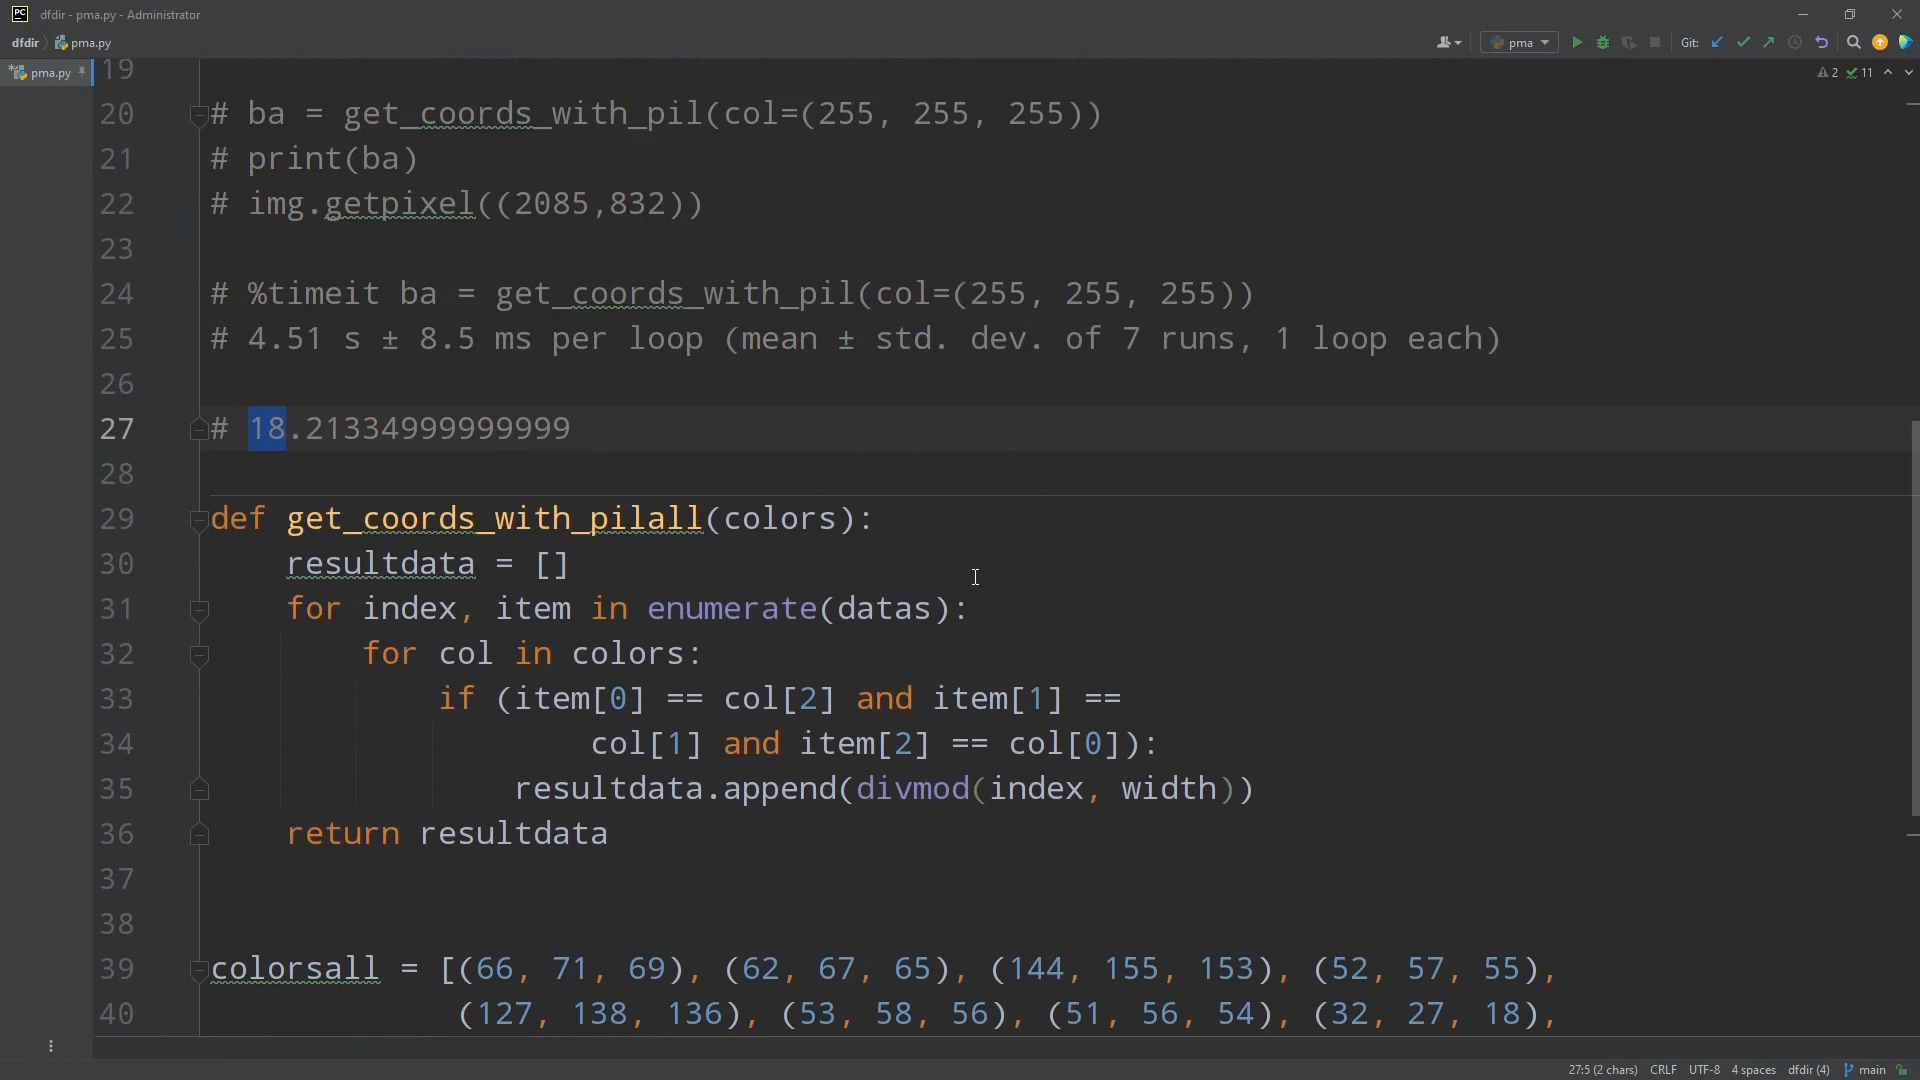 dfdir - pma.py - Administrator
dfdir pma.py pma Git:
pma.py 2 11
19
20 # ba = get_coords_with_pil(col=(255, 255, 255))
21 # print(ba)
22 # img.getpixel((2085,832))
23
24 # %timeit ba = get_coords_with_pil(col=(255, 255, 255))
25 # 4.51 s ± 8.5 ms per loop (mean ± std. dev. of 7 runs, 1 loop each)
26
27 # 18.21334999999999
28
29 def get_coords_with_pilall(colors):
30 resultdata = []
31 for index, item in enumerate(datas):
32 for col in colors:
33 if (item[0] == col[2] and item[1] ==
34 col[1] and item[2] == col[0]):
35 resultdata.append(divmod(index, width))
36 return resultdata
37
38
39 colorsall = [(66, 71, 69), (62, 67, 65), (144, 155, 153), (52, 57, 55),
40 (127, 138, 136), (53, 58, 56), (51, 56, 54), (32, 27, 18),
27:5 (2 chars) CRLF UTF-8 4 spaces dfdir (4) main